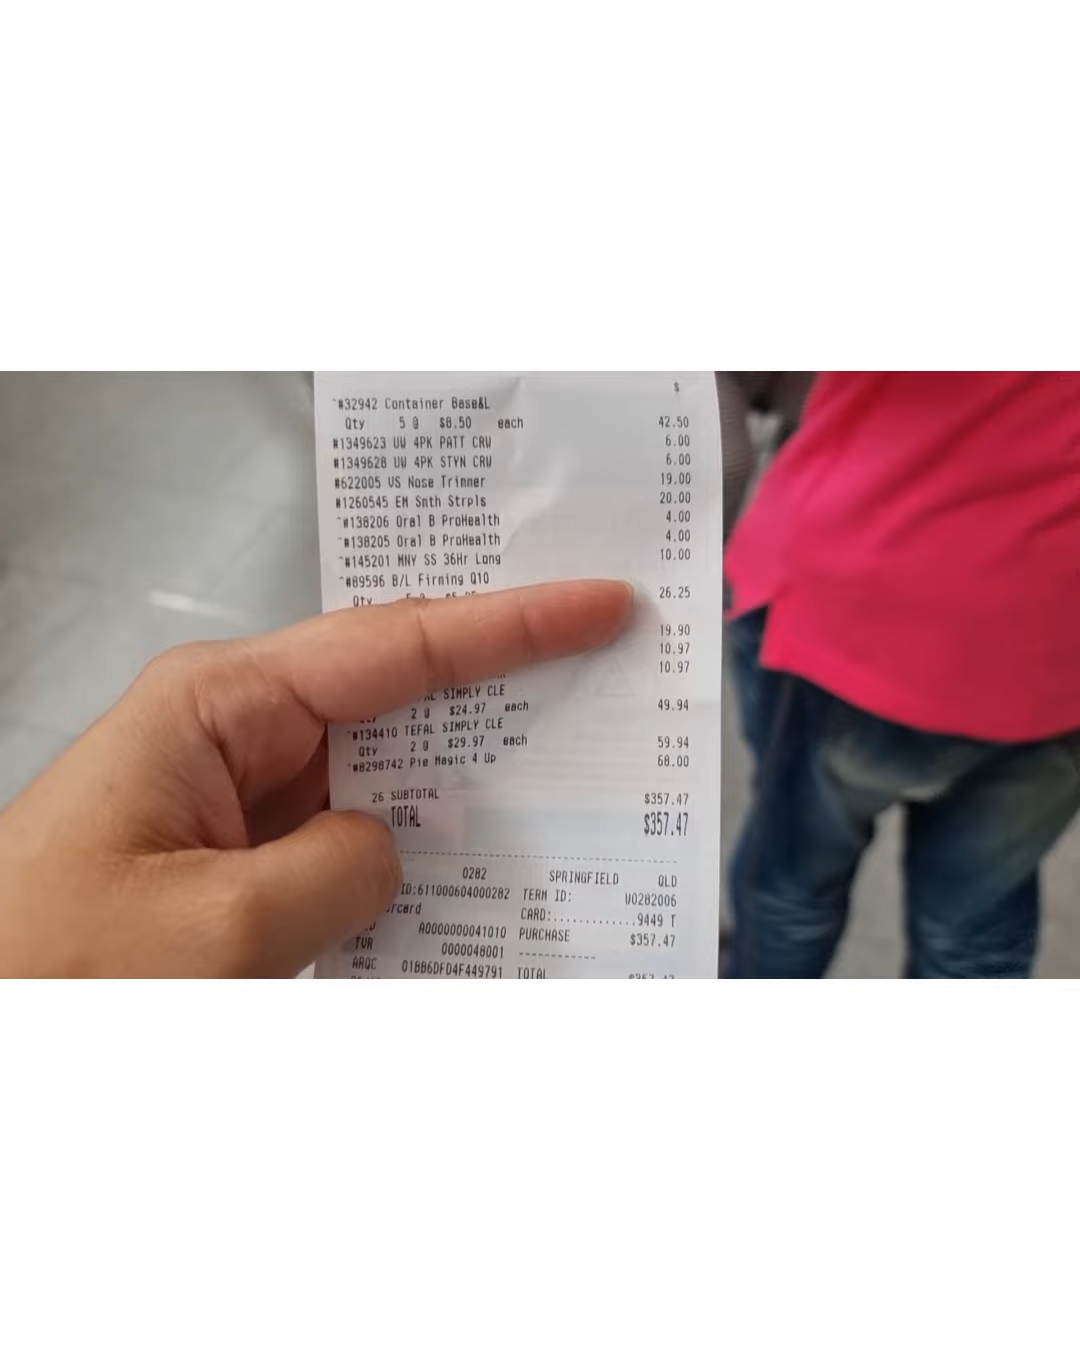 $
^#32942 Container Base&L
Qty 5 @ $8.50 each 42.50
#1349623 UW 4PK PATT CRW 6.00
#1349628 UW 4PK STYN CRW 6.00
#622005 VS Nose Trimmer 19.00
#1260545 EM Snth Strpls 20.00
^#138206 Oral B ProHealth 4.00
^#138205 Oral B ProHealth 4.00
^#145201 MNY SS 36Hr Long 10.00
^#89596 B/L Firming Q10
Qty 26.25
19.90
10.97
10.97
SIMPLY CLE
2 @ $24.97 each 49.94
^#134410 TEFAL SIMPLY CLE
Qty 2 @ $29.97 each 59.94
^#8298742 Pie Magic 4 Up 68.00
26 SUBTOTAL $357.47
TOTAL $357.47
0282 SPRINGFIELD QLD
ID:611000604000282 TERM ID: W0282006
CARD:.............9449 T
A0000000041010 PURCHASE $357.47
TVR 0000048001 ------------
ARQC 01BB6DFD4F449791 TOTAL